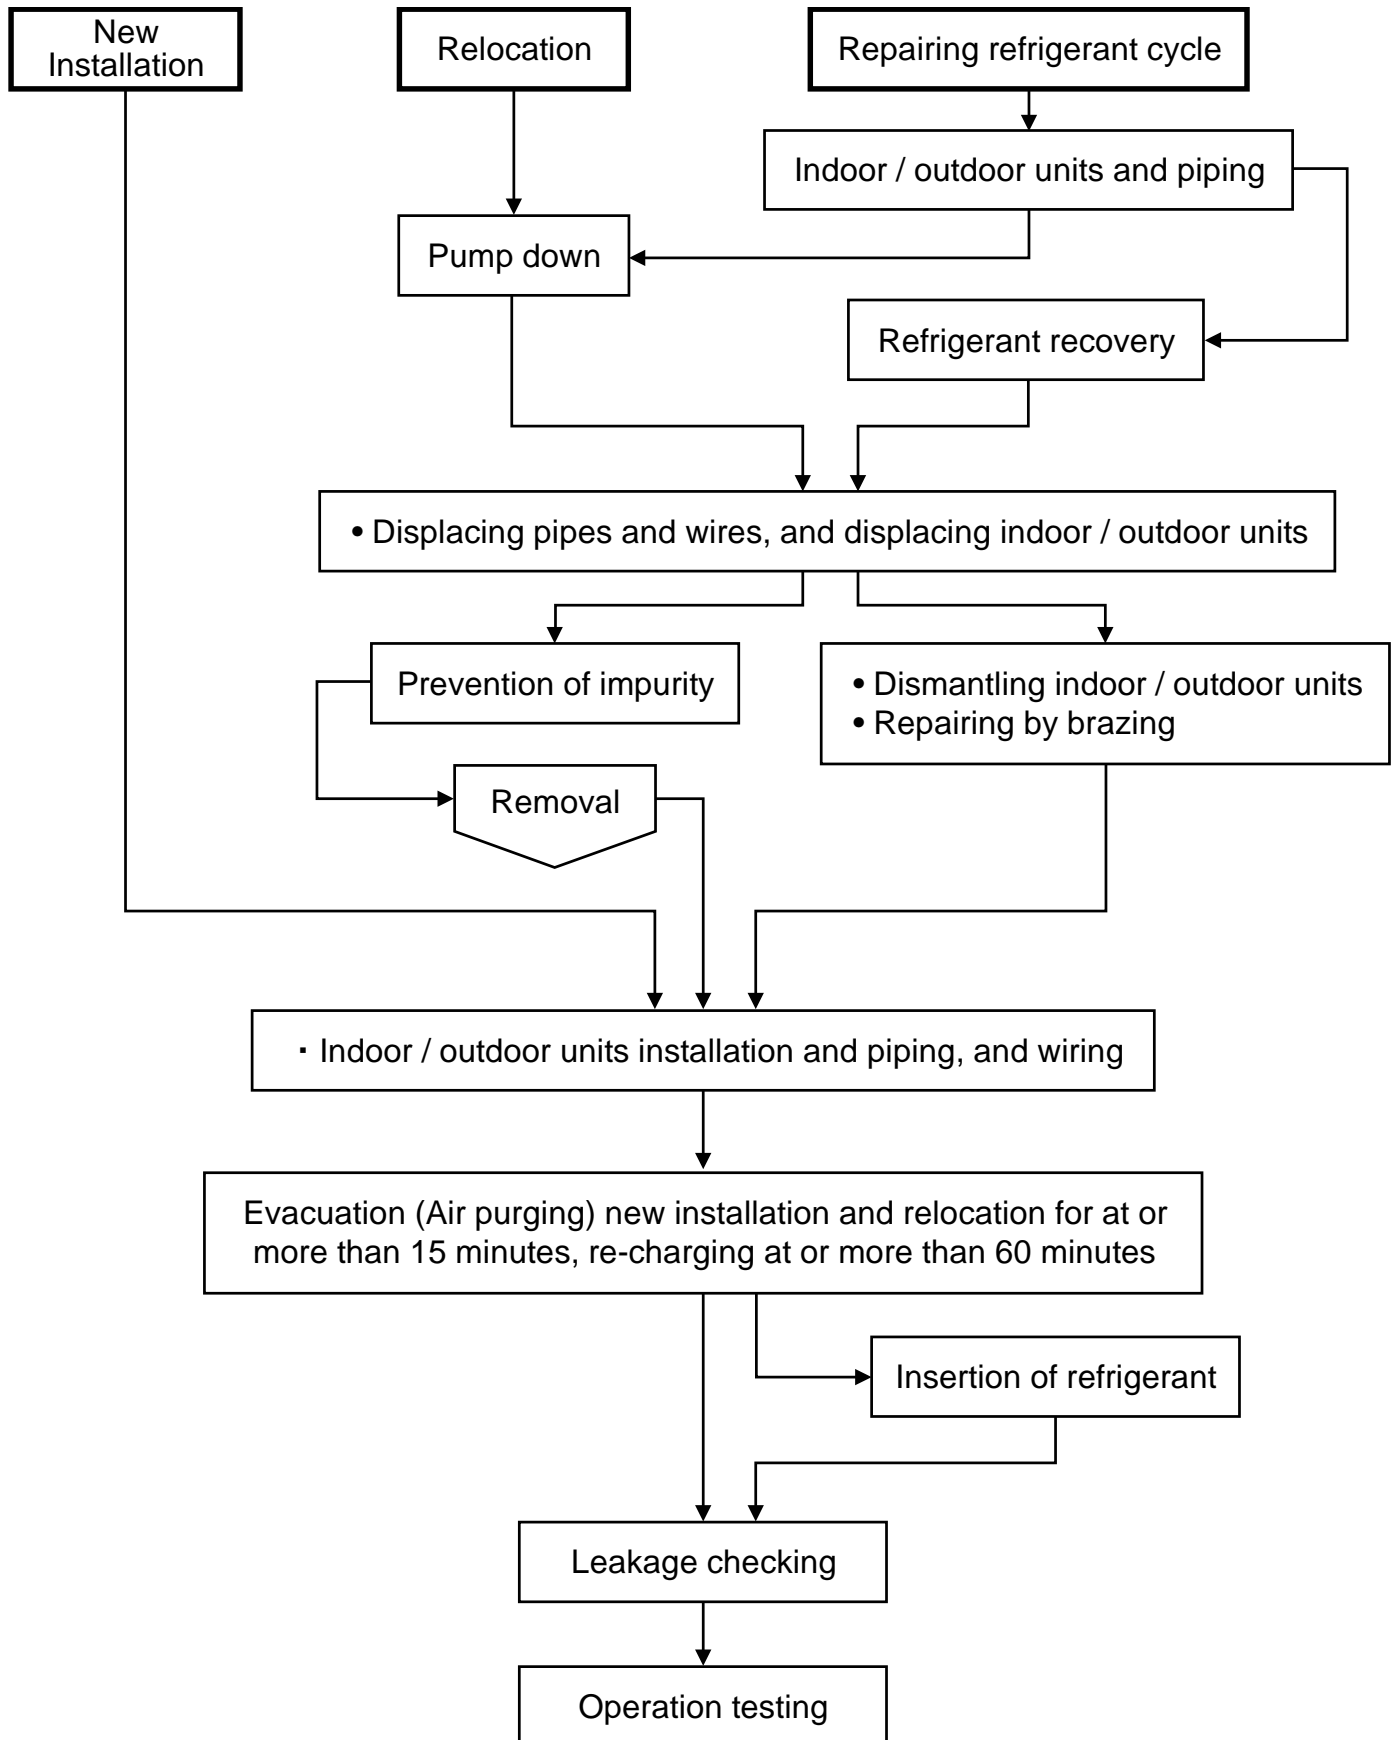 New
Installation
Relocation
Repairing refrigerant cycle
Indoor / outdoor units and piping
Pump down
Refrigerant recovery
• Displacing pipes and wires, and displacing indoor / outdoor units
Prevention of impurity
• Dismantling indoor / outdoor units
• Repairing by brazing
Removal
・Indoor / outdoor units installation and piping, and wiring
Evacuation (Air purging) new installation and relocation for at or
more than 15 minutes, re-charging at or more than 60 minutes
Insertion of refrigerant
Leakage checking
Operation testing